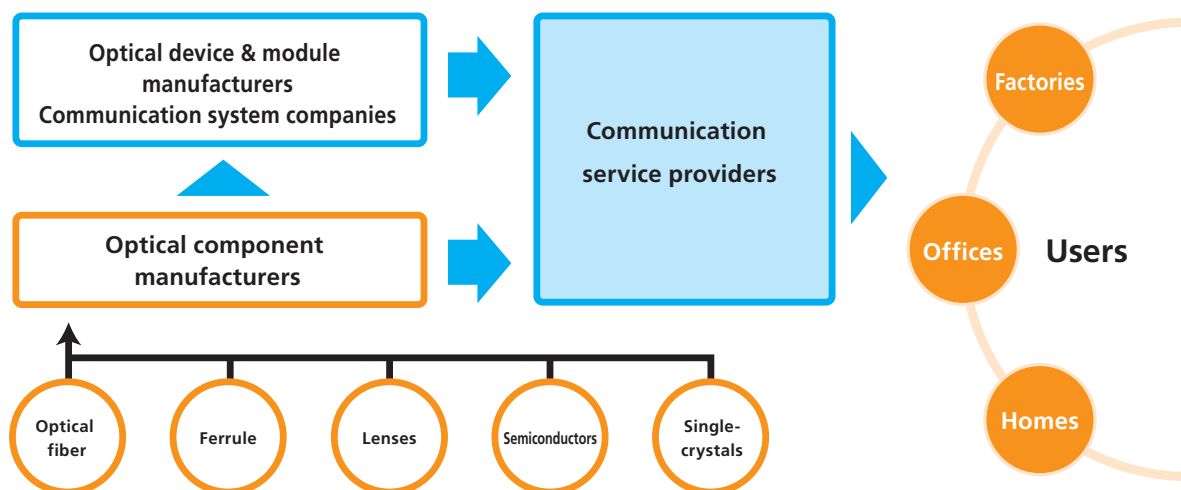 Optical device & module
manufacturers
Communication system companies
Optical component
manufacturers
Communication
service providers
Factories
Offices
Homes
Users
Optical
fiber
Ferrule
Lenses
Semiconductors
Single-
crystals